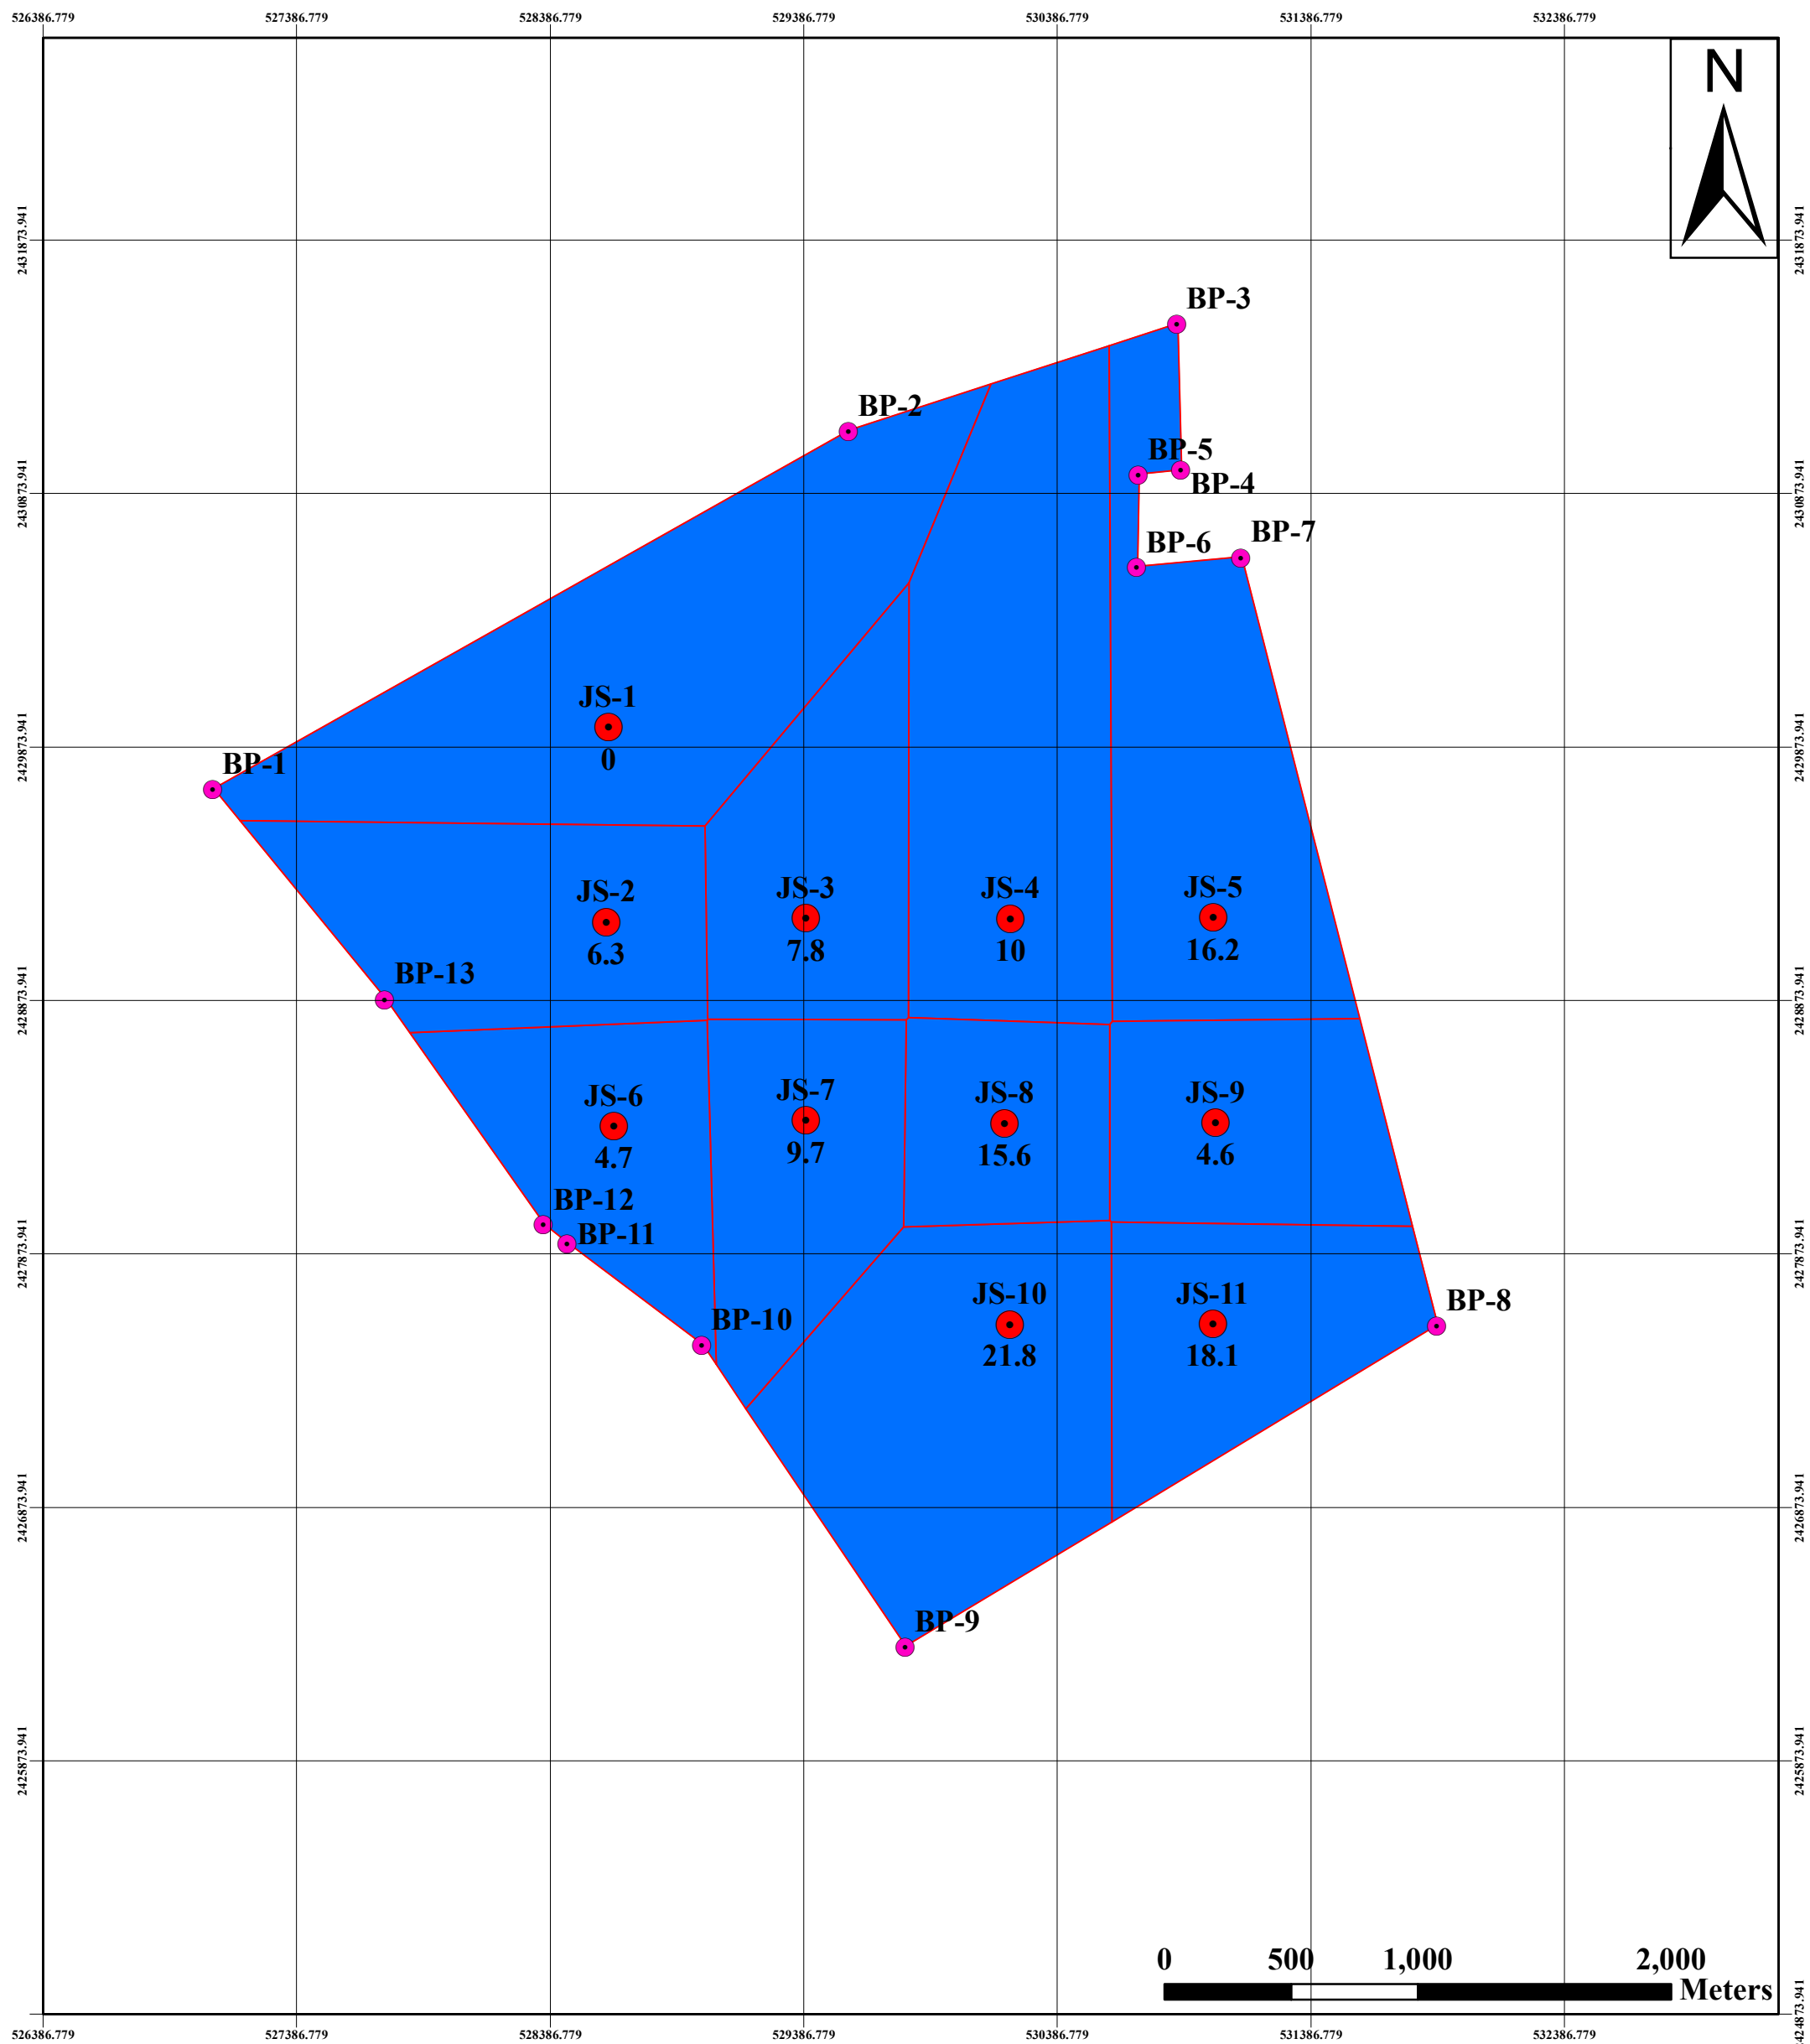 526386.779 527386.779 528386.779 529386.779 530386.779 531386.779 532386.779
N
2431873.941 2431873.941
BP-3
BP-2
BP-5
2430873.941 BP-4 2430873.941
BP-6 BP-7
JS-1
2429873.941 0 2429873.941
BP-1
JS-2 JS-3 JS-4 JS-5
6.3 7.8 10 16.2
BP-13
2428873.941 2428873.941
JS-6 JS-7 JS-8 JS-9
4.7 9.7 15.6 4.6
BP-12
BP-11
2427873.941 2427873.941
JS-10 JS-11 BP-8
BP-10
21.8 18.1
2426873.941 2426873.941
BP-9
2425873.941 2425873.941
0 500 1,000 2,000
Meters
2424873.941 2424873.941
526386.779 527386.779 528386.779 529386.779 530386.779 531386.779 532386.779